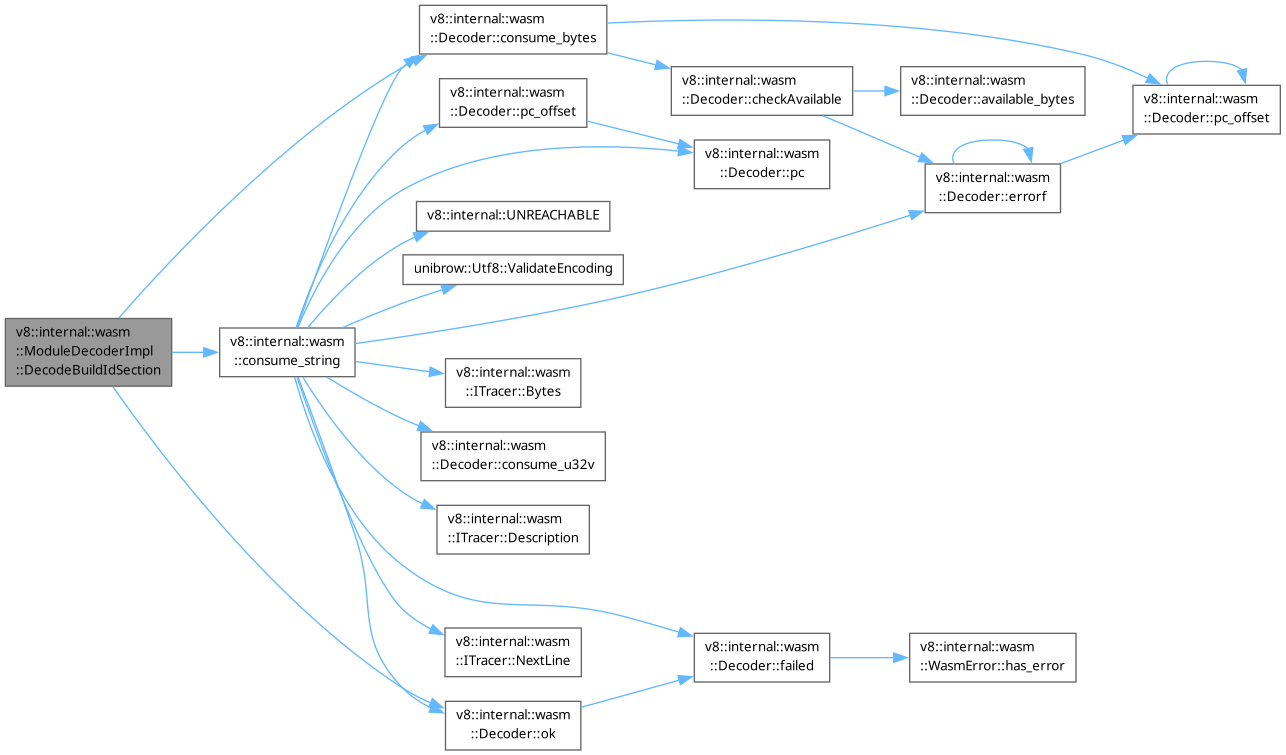 v8::internal::wasm
::ModuleDecoderImpl
::DecodeBuildIdSection
v8::internal::wasm
::consume_string
v8::internal::wasm
::Decoder::consume_bytes
v8::internal::wasm
::Decoder::pc_offset
v8::internal::UNREACHABLE
unibrow::Utf8::ValidateEncoding
v8::internal::wasm
::ITracer::Bytes
v8::internal::wasm
::Decoder::consume_u32v
v8::internal::wasm
::ITracer::Description
v8::internal::wasm
::ITracer::NextLine
v8::internal::wasm
::Decoder::ok
v8::internal::wasm
::Decoder::checkAvailable
v8::internal::wasm
::Decoder::pc
v8::internal::wasm
::Decoder::failed
v8::internal::wasm
::Decoder::available_bytes
v8::internal::wasm
::Decoder::errorf
v8::internal::wasm
::WasmError::has_error
v8::internal::wasm
::Decoder::pc_offset